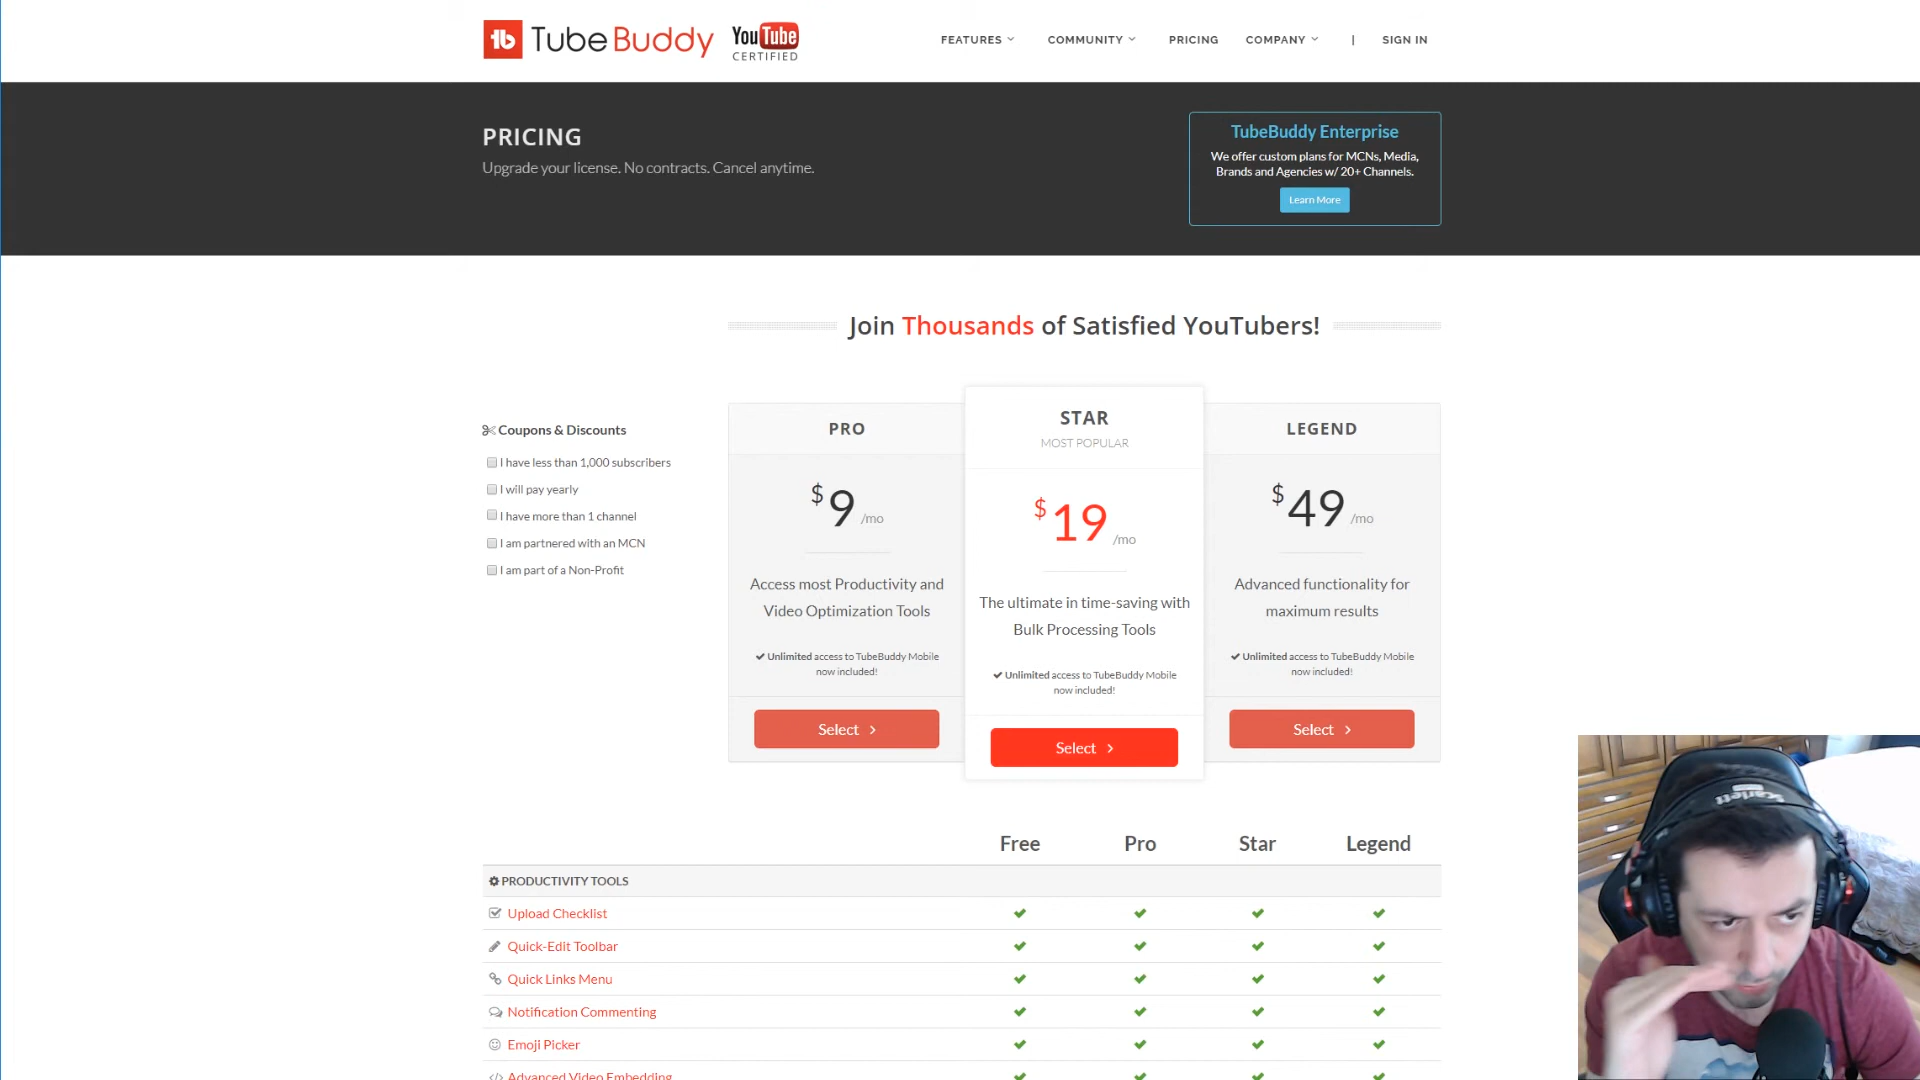 tb TubeBuddy YouTube CERTIFIED
FEATURES COMMUNITY PRICING COMPANY | SIGN IN
PRICING
Upgrade your license. No contracts. Cancel anytime.
TubeBuddy Enterprise
We offer custom plans for MCNs, Media,
Brands and Agencies w/ 20+ Channels.
Learn More
Join Thousands of Satisfied YouTubers!
Coupons & Discounts
I have less than 1,000 subscribers
I will pay yearly
I have more than 1 channel
I am partnered with an MCN
I am part of a Non-Profit
PRO
$9 /mo
Access most Productivity and
Video Optimization Tools
✔ Unlimited access to TubeBuddy Mobile
now included!
Select >
STAR
MOST POPULAR
$19 /mo
The ultimate in time-saving with
Bulk Processing Tools
✔ Unlimited access to TubeBuddy Mobile
now included!
Select >
LEGEND
$49 /mo
Advanced functionality for
maximum results
✔ Unlimited access to TubeBuddy Mobile
now included!
Select >
Free Pro Star Legend
PRODUCTIVITY TOOLS
Upload Checklist ✔ ✔ ✔ ✔
Quick-Edit Toolbar ✔ ✔ ✔ ✔
Quick Links Menu ✔ ✔ ✔ ✔
Notification Commenting ✔ ✔ ✔ ✔
Emoji Picker ✔ ✔ ✔ ✔
Advanced Video Embedding ✔ ✔ ✔ ✔
Scarlett